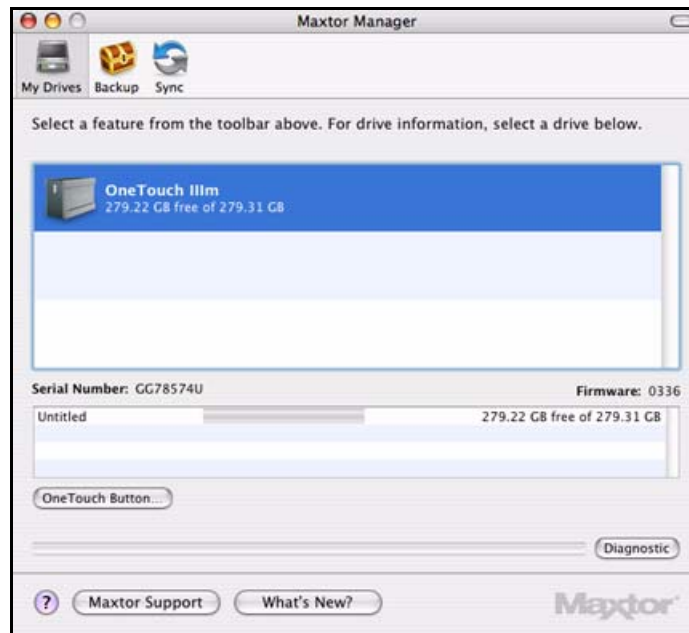 Maxtor Manager
My Drives Backup Sync
Select a feature from the toolbar above. For drive information, select a drive below.
OneTouch IIIm
279.22 GB free of 279.31 GB
Serial Number: GG78574U Firmware: 0336
Untitled 279.22 GB free of 279.31 GB
OneTouch Button...
Diagnostic
? Maxtor Support What's New? Maxtor